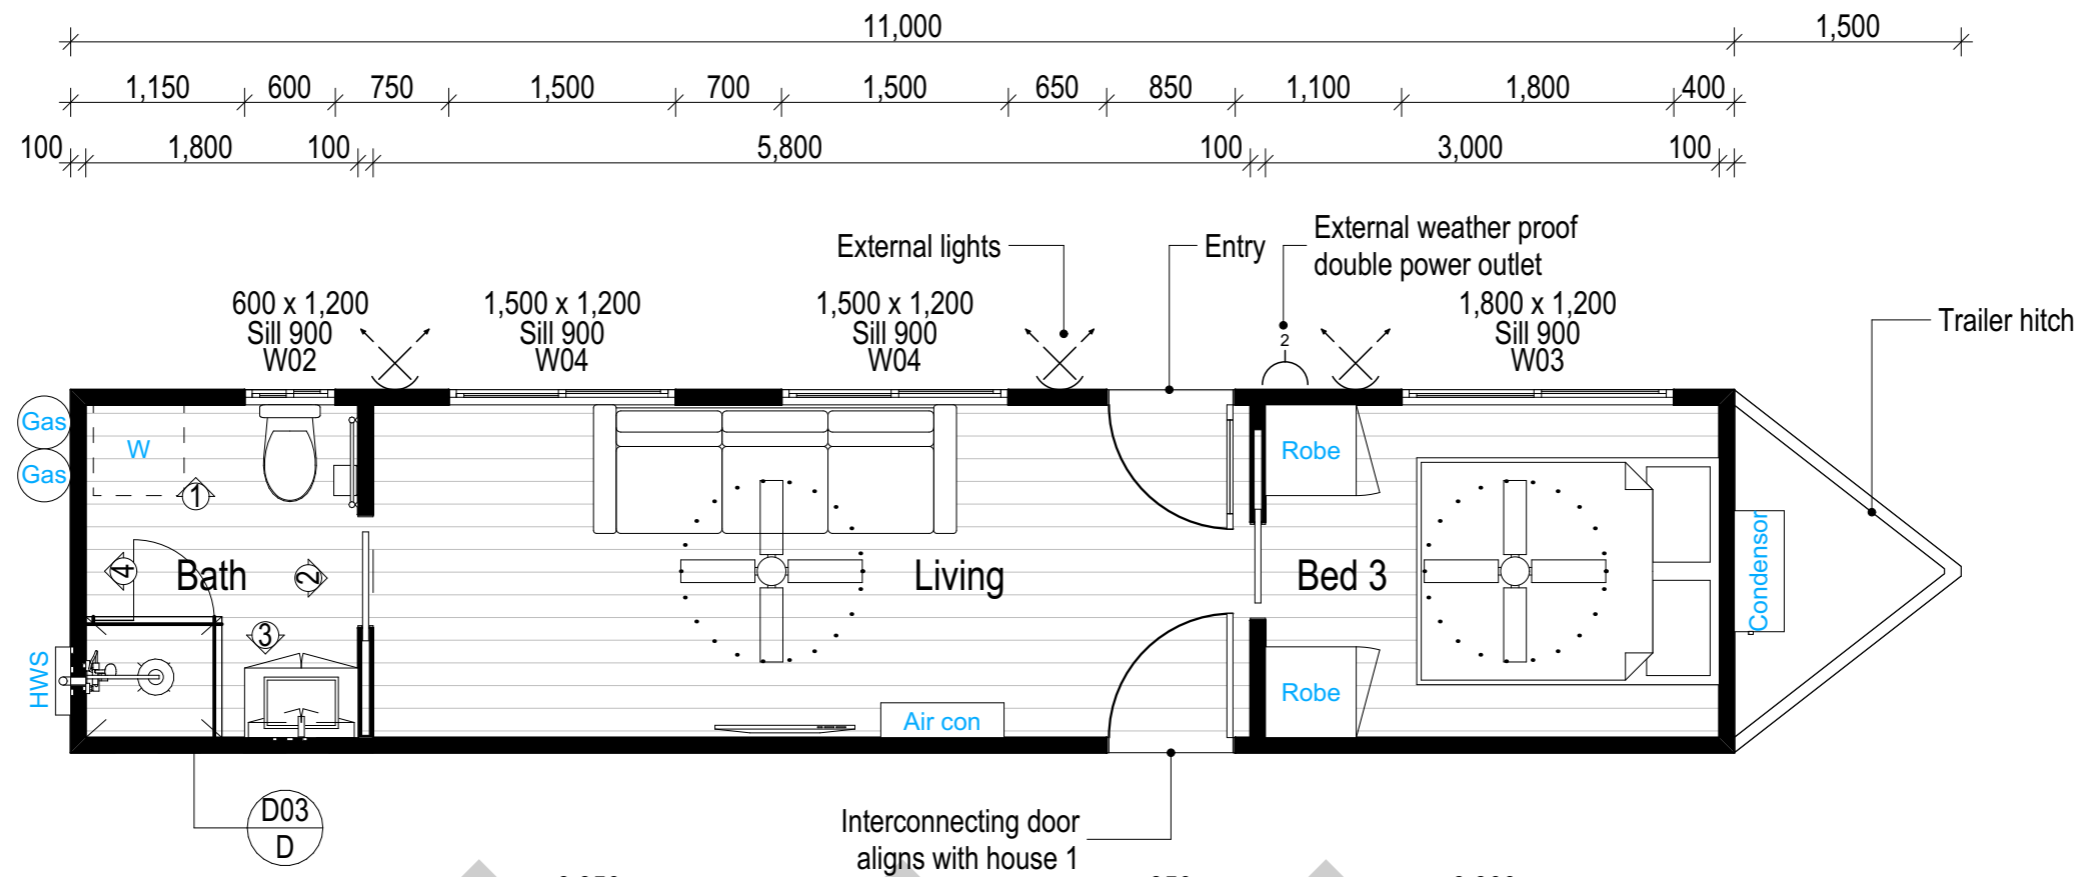 11,000 1,500
1,150 600 750 1,500 700 1,500 650 850 1,100 1,800 400
100 1,800 100 5,800 100 3,000 100
External lights
Entry
External weather proof
double power outlet
600 x 1,200
Sill 900
W02
1,500 x 1,200
Sill 900
W04
1,500 x 1,200
Sill 900
W04
2
1,800 x 1,200
Sill 900
W03
Trailer hitch
Gas
Gas
W
1
Robe
4
Bath
2
Living
Bed 3
Condensor
3
HWS
Robe
Air con
D03
D
Interconnecting door
aligns with house 1